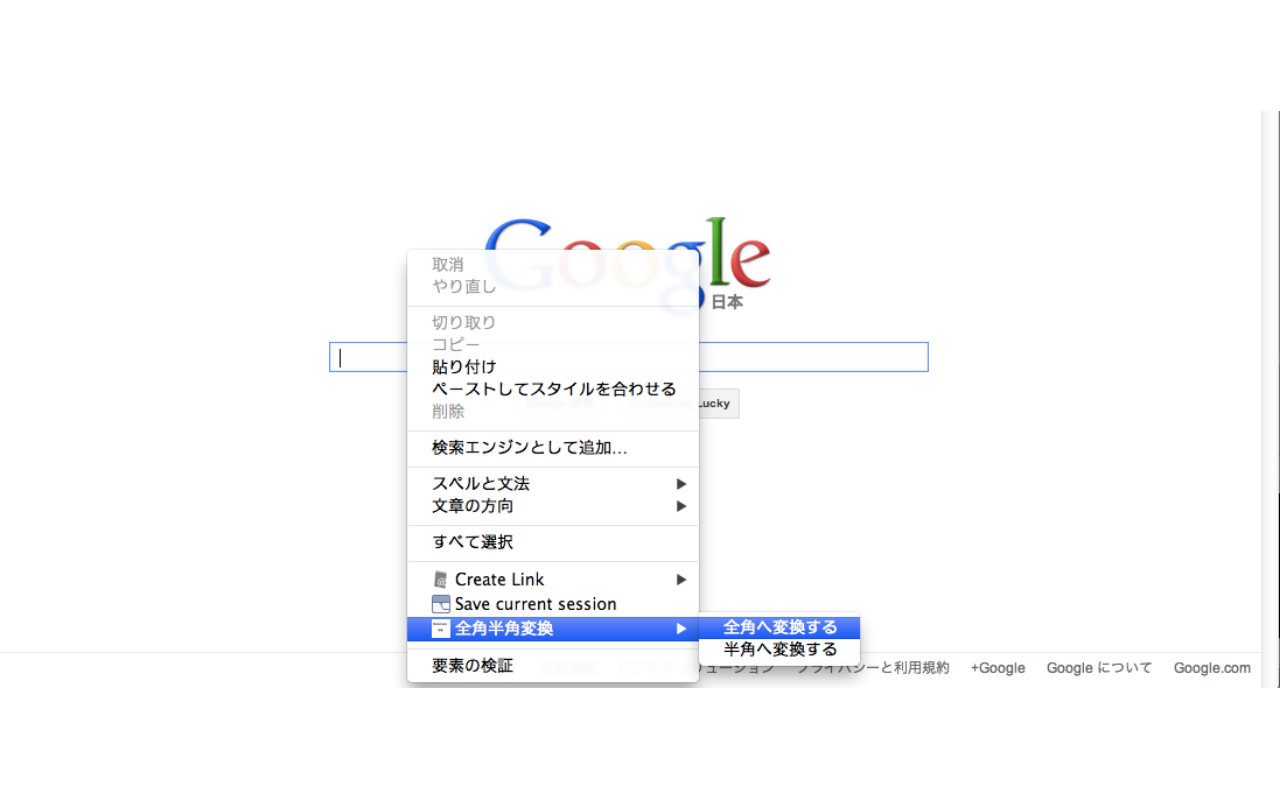 Google
日本
取消
やり直し
切り取り
コピー
貼り付け
ペーストしてスタイルを合わせる
削除
Lucky
検索エンジンとして追加...
スペルと文法
文章の方向
すべて選択
Create Link
Save current session
全角半角変換
全角へ変換する
半角へ変換する
要素の検証
プライバシーと利用規約 +Google Google について Google.com